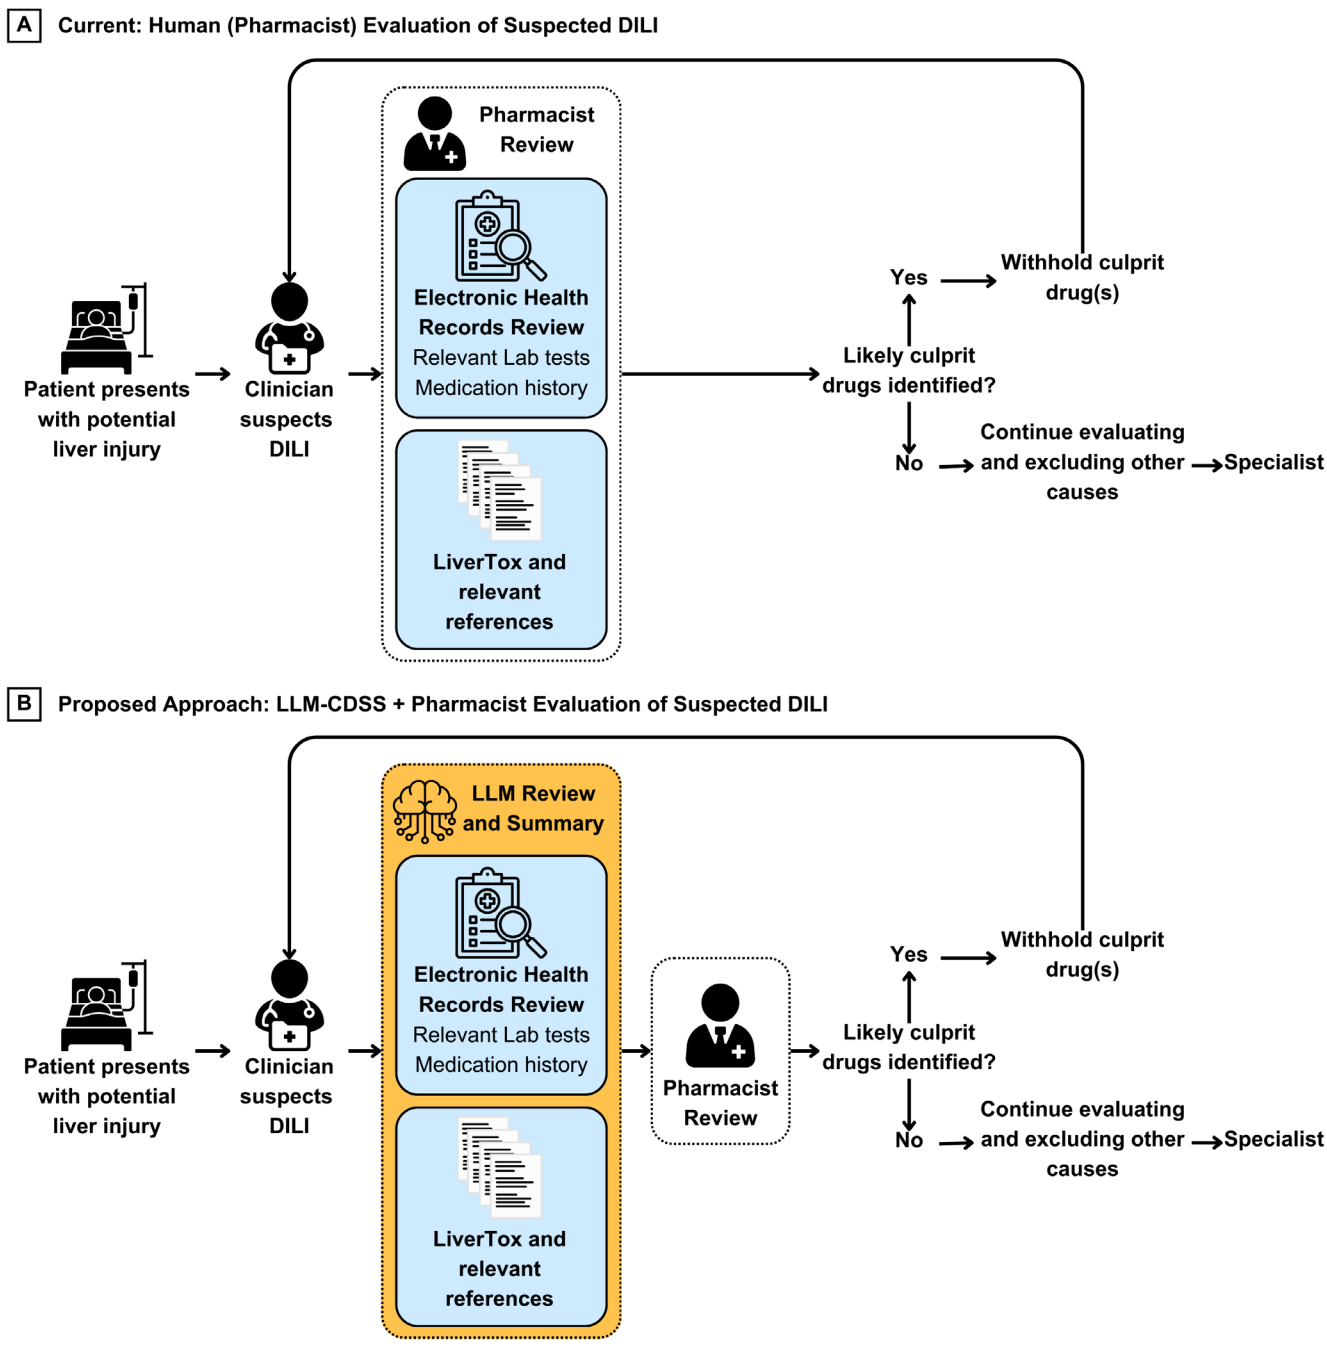 A
Current: Human (Pharmacist) Evaluation of Suspected DILI
Pharmacist
Review
Electronic Health
Records Review
Relevant Lab tests
Medication history
LiverTox and
relevant
references
Patient presents
with potential
liver injury
Clinician
suspects
DILI
Likely culprit
drugs identified?
Yes
Withhold culprit
drug(s)
No
Continue evaluating
and excluding other
causes
Specialist
B
Proposed Approach: LLM-CDSS + Pharmacist Evaluation of Suspected DILI
LLM Review
and Summary
Electronic Health
Records Review
Relevant Lab tests
Medication history
LiverTox and
relevant
references
Patient presents
with potential
liver injury
Clinician
suspects
DILI
Pharmacist
Review
Likely culprit
drugs identified?
Yes
Withhold culprit
drug(s)
No
Continue evaluating
and excluding other
causes
Specialist